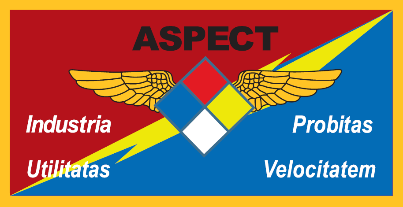 ASPECT
Industria Probitas
Utilitatas Velocitatem